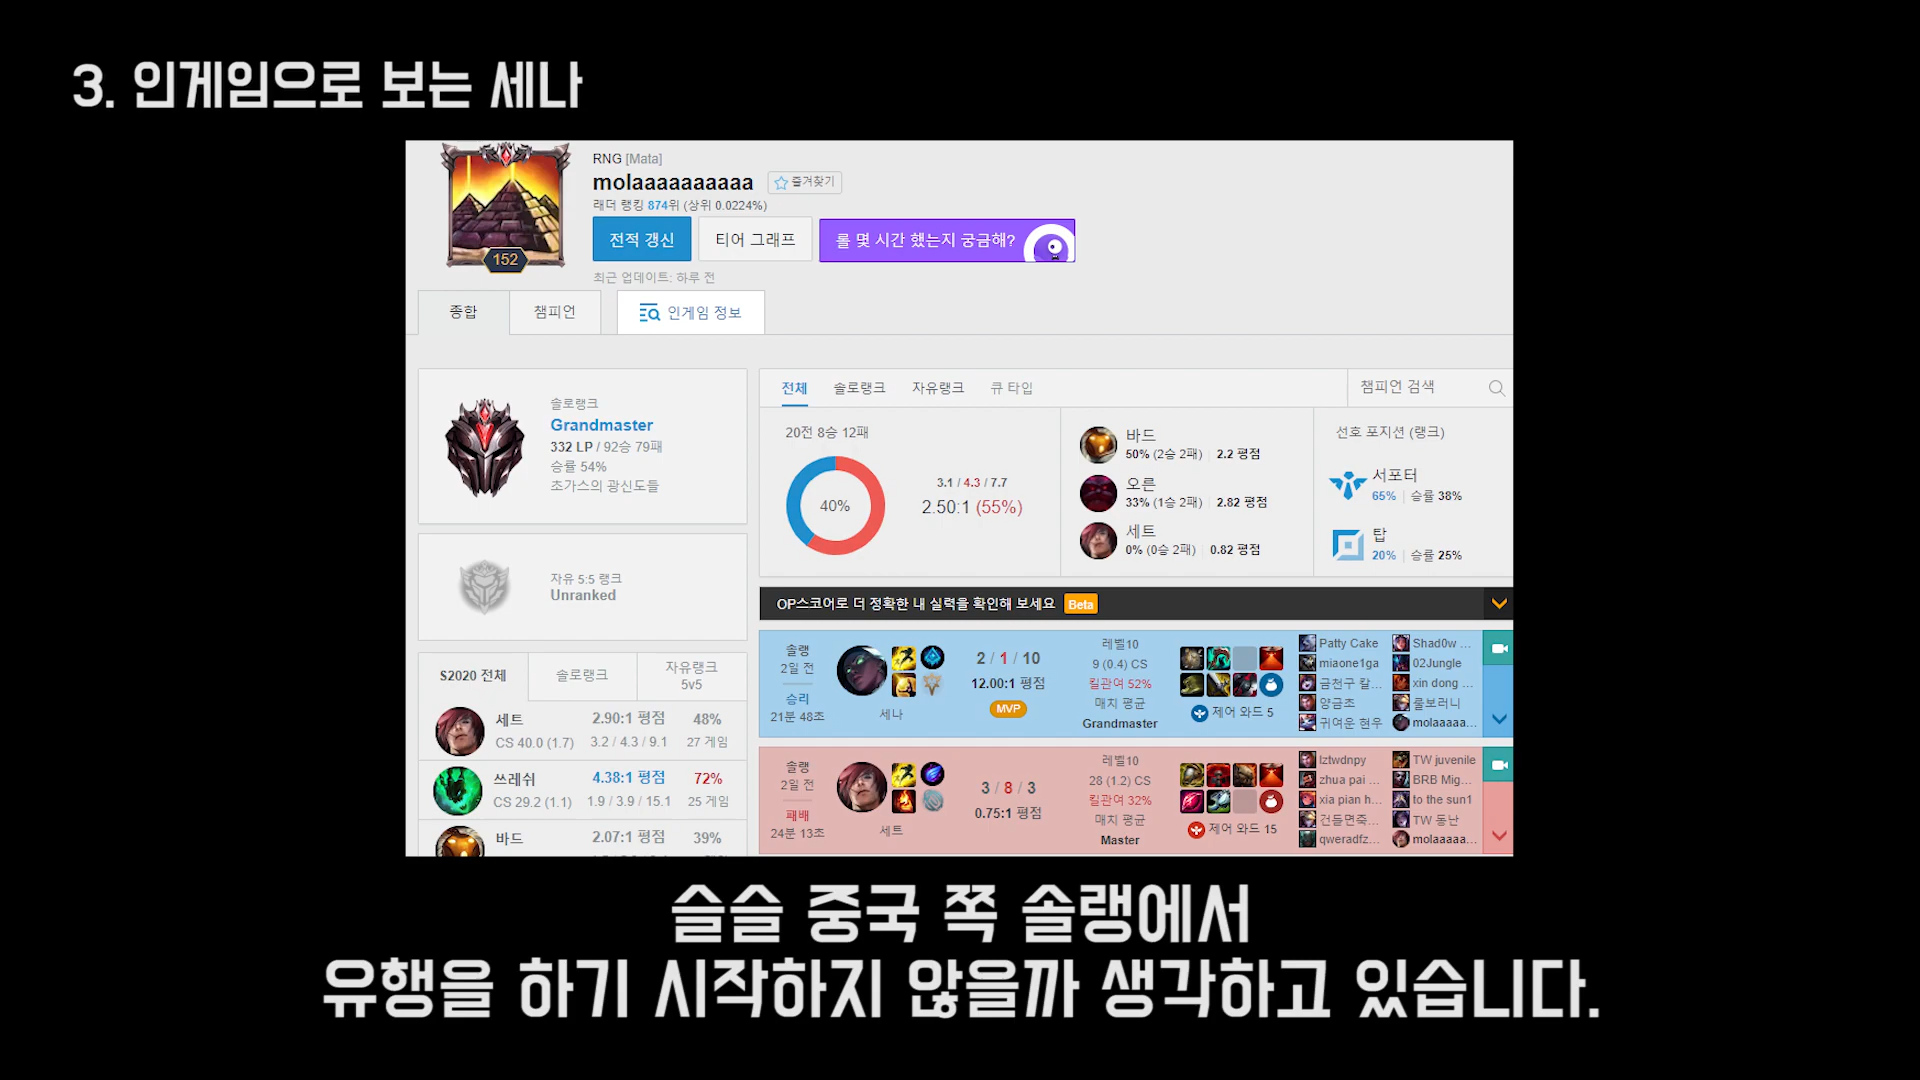 3. 인게임으로 보는 세나
RNG [Mata]
molaaaaaaaaaa
즐겨찾기
래더 랭킹 874위 (상위 0.0224%)
전적 갱신
티어 그래프
롤 몇 시간 했는지 궁금해?
152
최근 업데이트: 하루 전
종합
챔피언
인게임 정보
솔로랭크
Grandmaster
332 LP / 92승 79패
승률 54%
초가스의 광신도들
자유 5:5 랭크
Unranked
S2020 전체
솔로랭크
자유랭크
5v5
세트
CS 40.0 (1.7)
2.90:1 평점
3.2 / 4.3 / 9.1
48%
27 게임
쓰레쉬
CS 29.2 (1.1)
4.38:1 평점
1.9 / 3.9 / 15.1
72%
25 게임
바드
2.07:1 평점
39%
전체
솔로랭크
자유랭크
큐 타입
챔피언 검색
20전 8승 12패
40%
3.1 / 4.3 / 7.7
2.50:1 (55%)
바드
50% (2승 2패) 2.2 평점
오른
33% (1승 2패) 2.82 평점
세트
0% (0승 2패) 0.82 평점
선호 포지션 (랭크)
서포터
65% 승률 38%
탑
20% 승률 25%
OP스코어로 더 정확한 내 실력을 확인해 보세요 Beta
솔랭
2일 전
승리
21분 48초
세나
2 / 1 / 10
12.00:1 평점
MVP
레벨10
9 (0.4) CS
킬관여 52%
매치 평균
Grandmaster
제어 와드 5
Patty Cake
miaone1ga
금천구 칼...
양금쪼
귀여운 현우
Shad0w ...
02Jungle
xin dong ...
롤보러니
molaaaaa...
솔랭
2일 전
패배
24분 13초
세트
3 / 8 / 3
0.75:1 평점
레벨10
28 (1.2) CS
킬관여 32%
매치 평균
Master
제어 와드 15
lztwdnpy
zhua pai ...
xia pian h...
건들면죽...
qweradfz...
TW juvenile
BRB Mig...
to the sun1
TW 동난
molaaaaa...
슬슬 중국 쪽 솔랭에서
유행을 하기 시작하지 않을까 생각하고 있습니다.